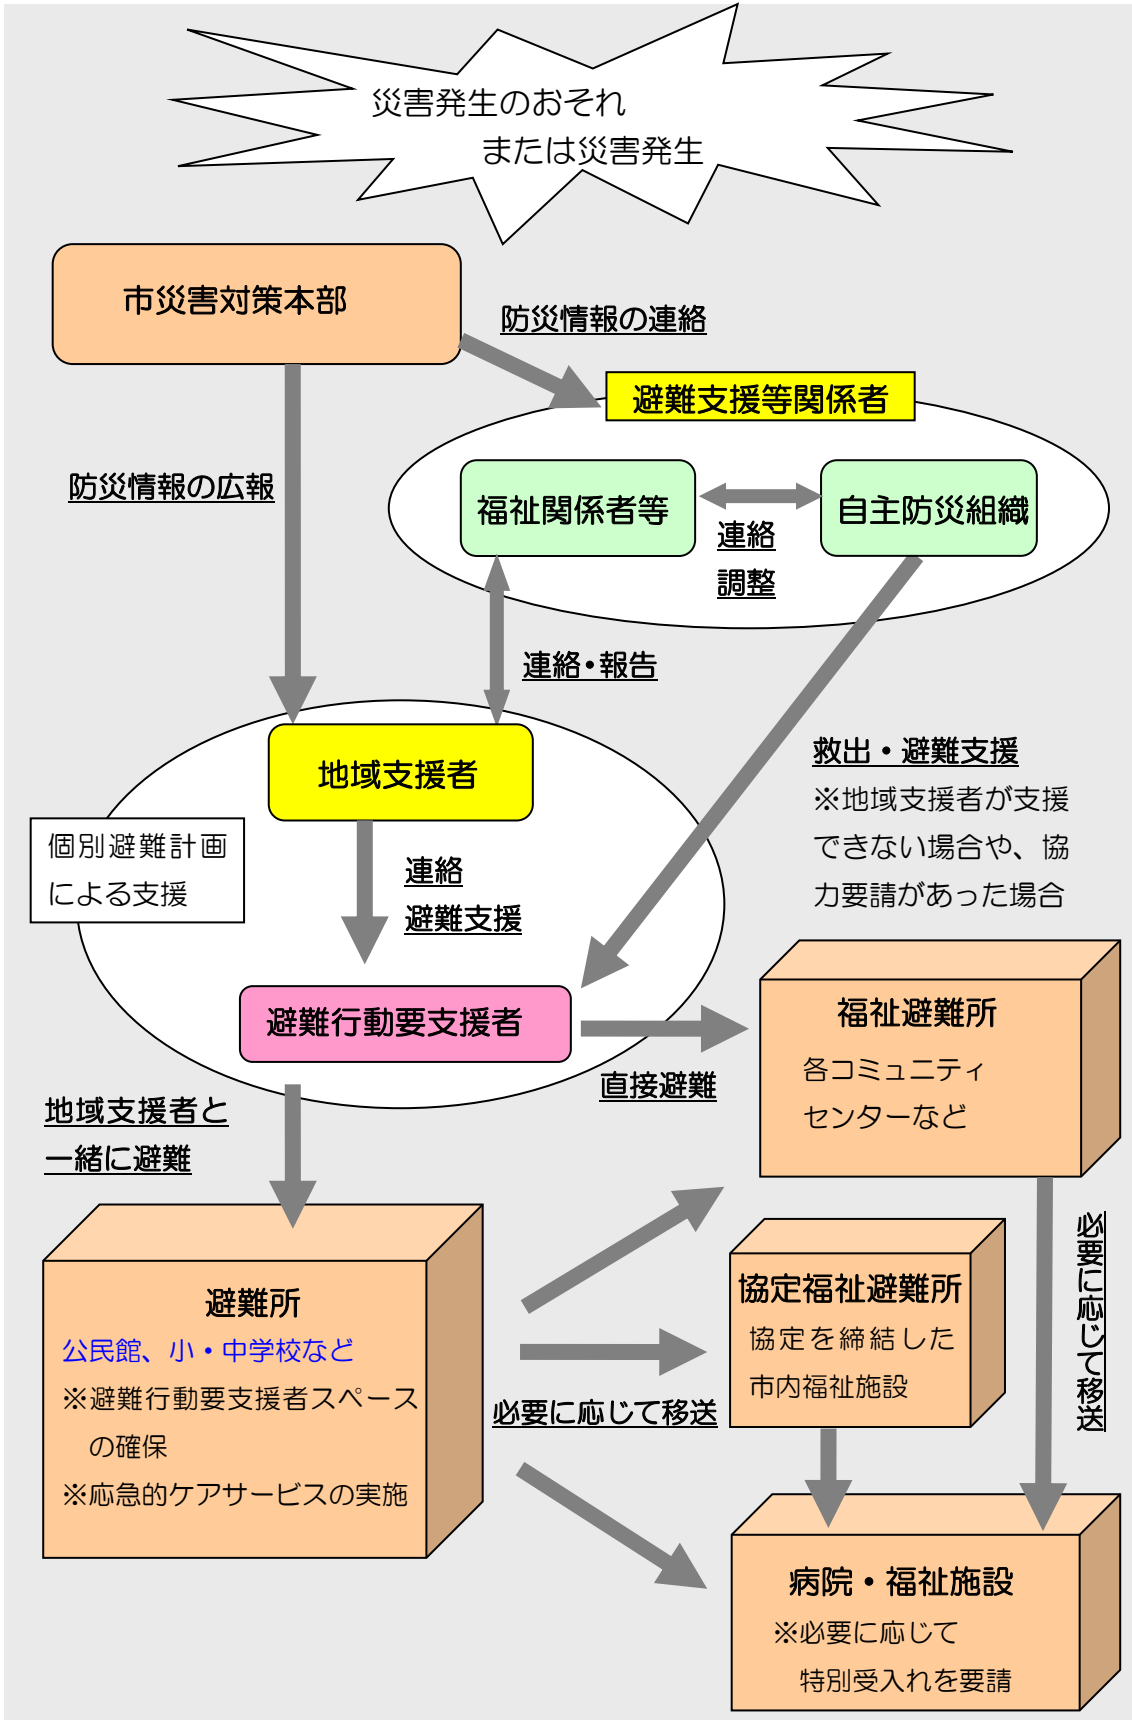 災害発生のおそれ
または災害発生
市災害対策本部
防災情報の連絡
避難支援等関係者
防災情報の広報
福祉関係者等
自主防災組織
連絡
調整
連絡・報告
地域支援者
救出・避難支援
※地域支援者が支援
できない場合や、協
力要請があった場合
個別避難計画
による支援
連絡
避難支援
避難行動要支援者
直接避難
福祉避難所
各コミュニティ
センターなど
地域支援者と
一緒に避難
避難所
公民館、小・中学校など
※避難行動要支援者スペース
の確保
※応急的ケアサービスの実施
必要に応じて移送
協定福祉避難所
協定を締結した
市内福祉施設
必要に応じて移送
病院・福祉施設
※必要に応じて
特別受入れを要請